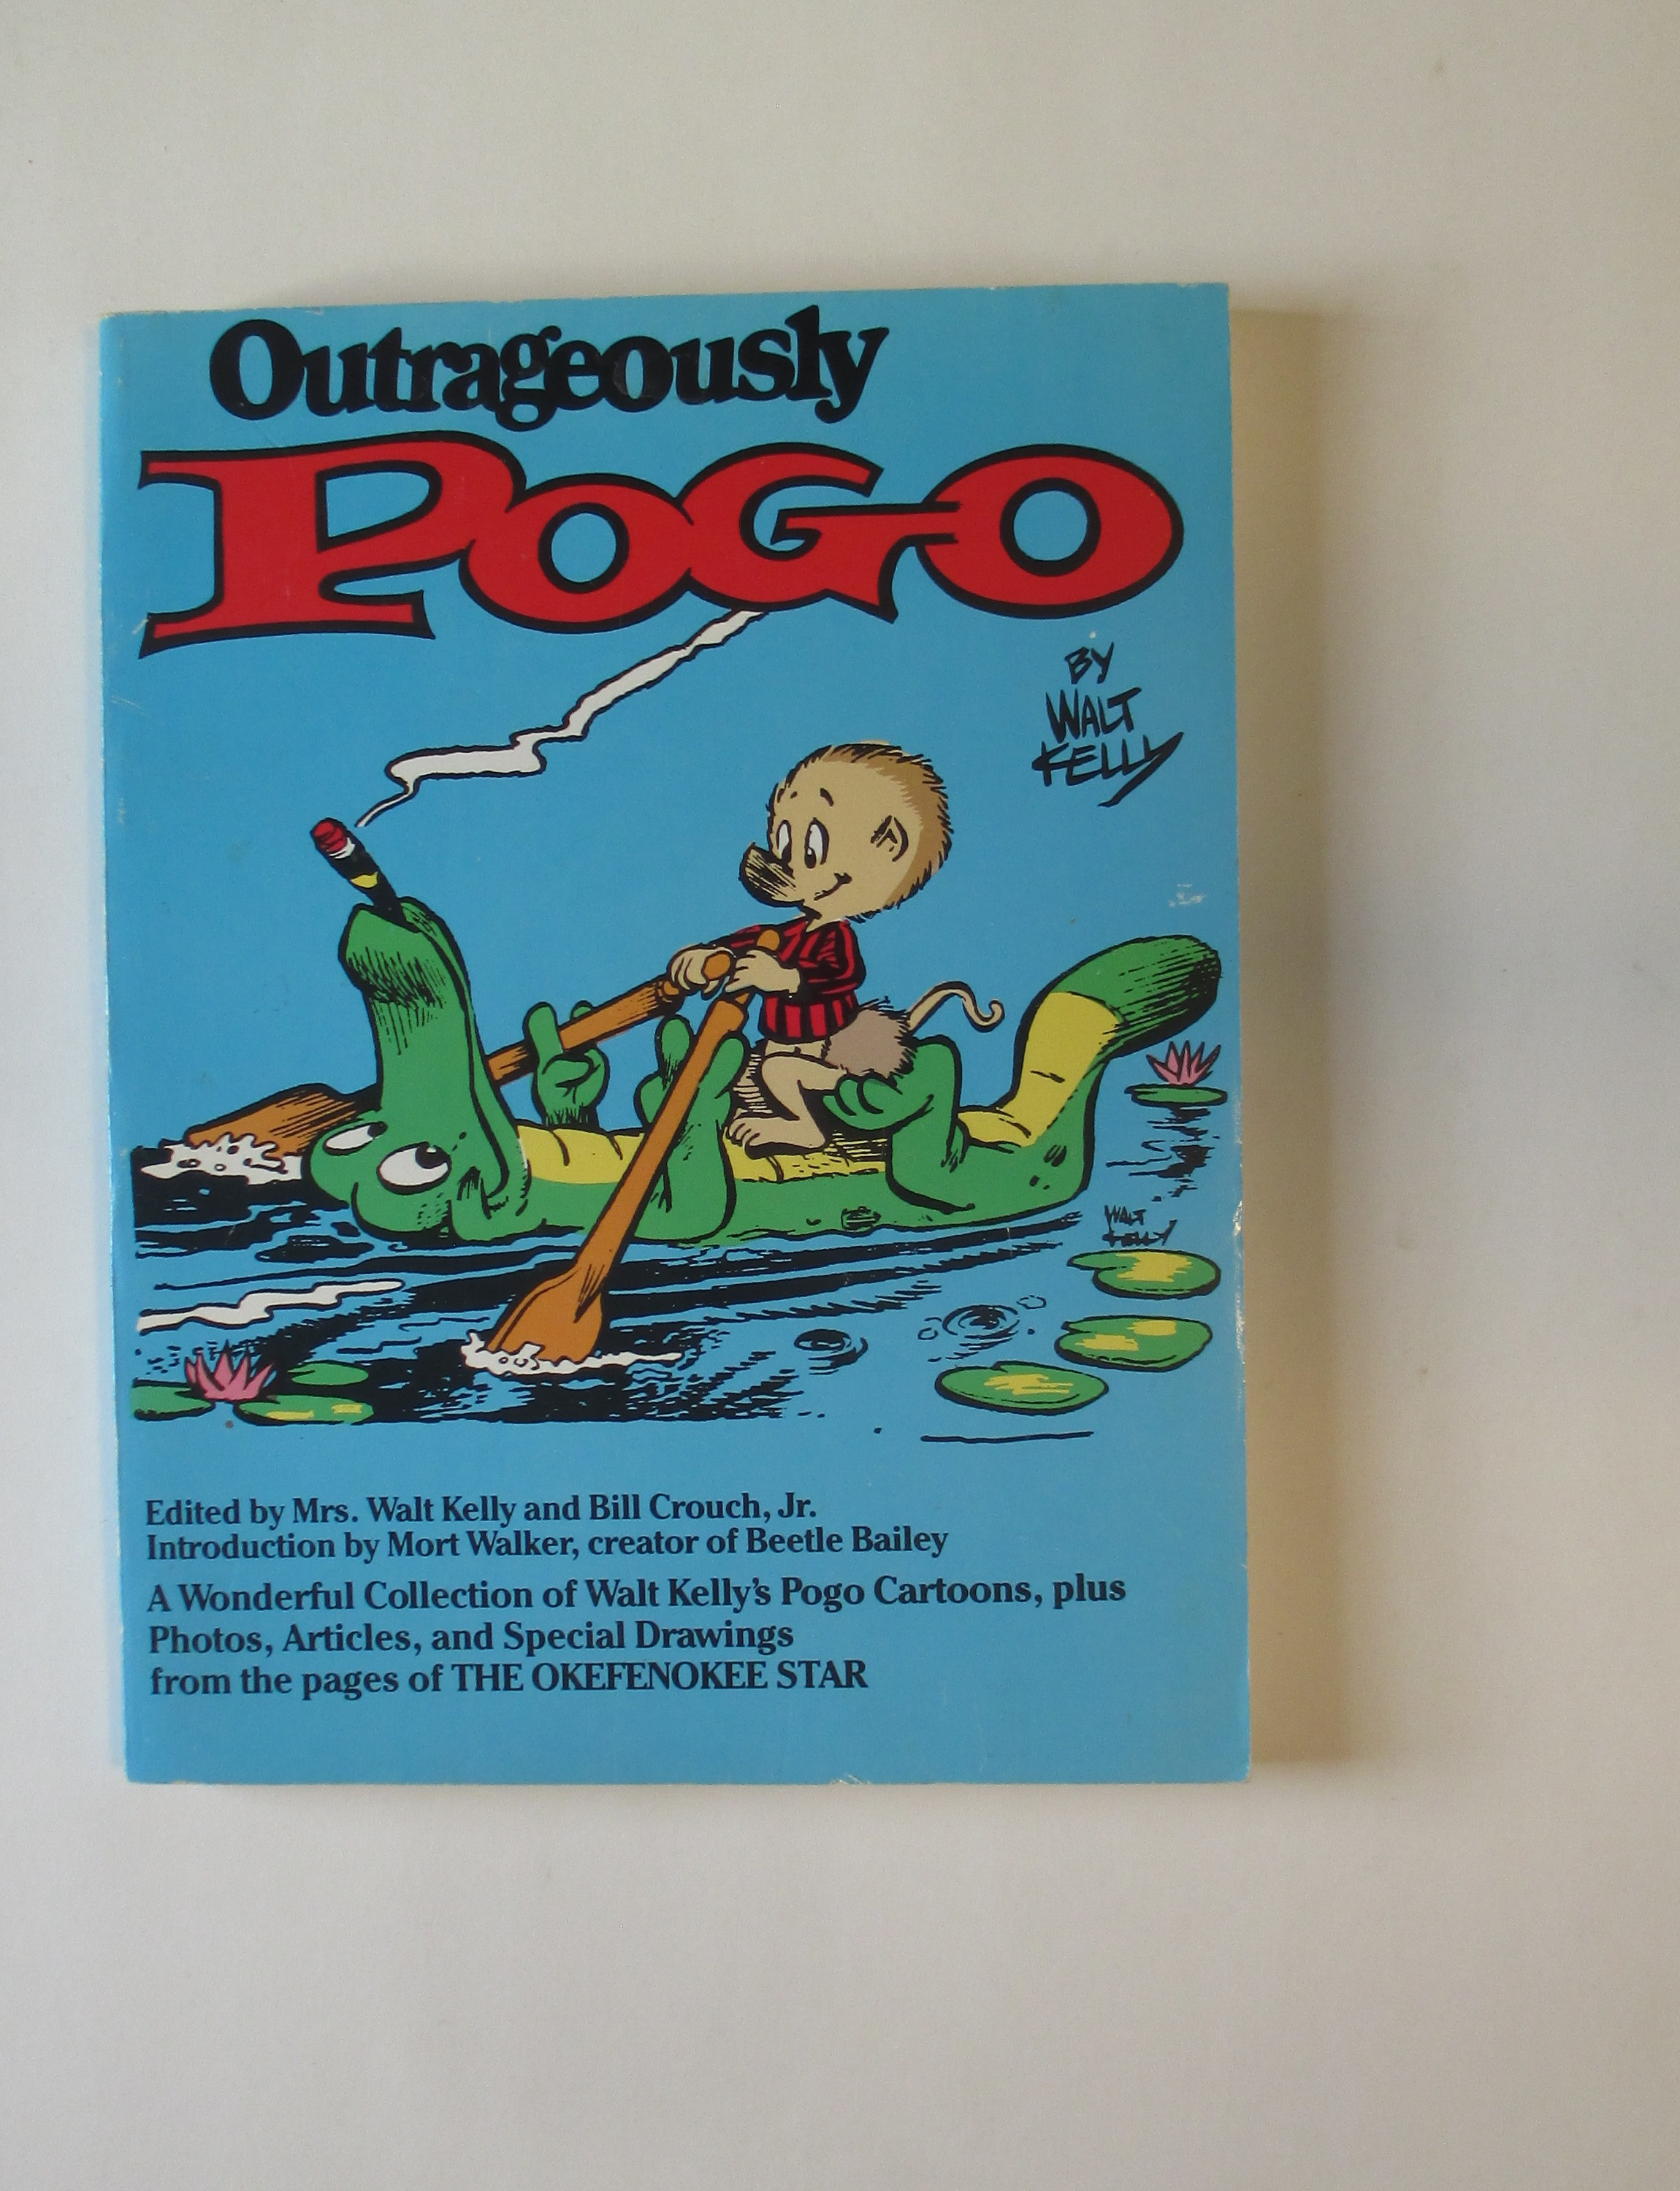 Outrageously
POGO
BY
WALT
KELLY
WALT
KELLY
Edited by Mrs. Walt Kelly and Bill Crouch, Jr.
Introduction by Mort Walker, creator of Beetle Bailey
A Wonderful Collection of Walt Kelly's Pogo Cartoons, plus
Photos, Articles, and Special Drawings
from the pages of THE OKEFENOKEE STAR